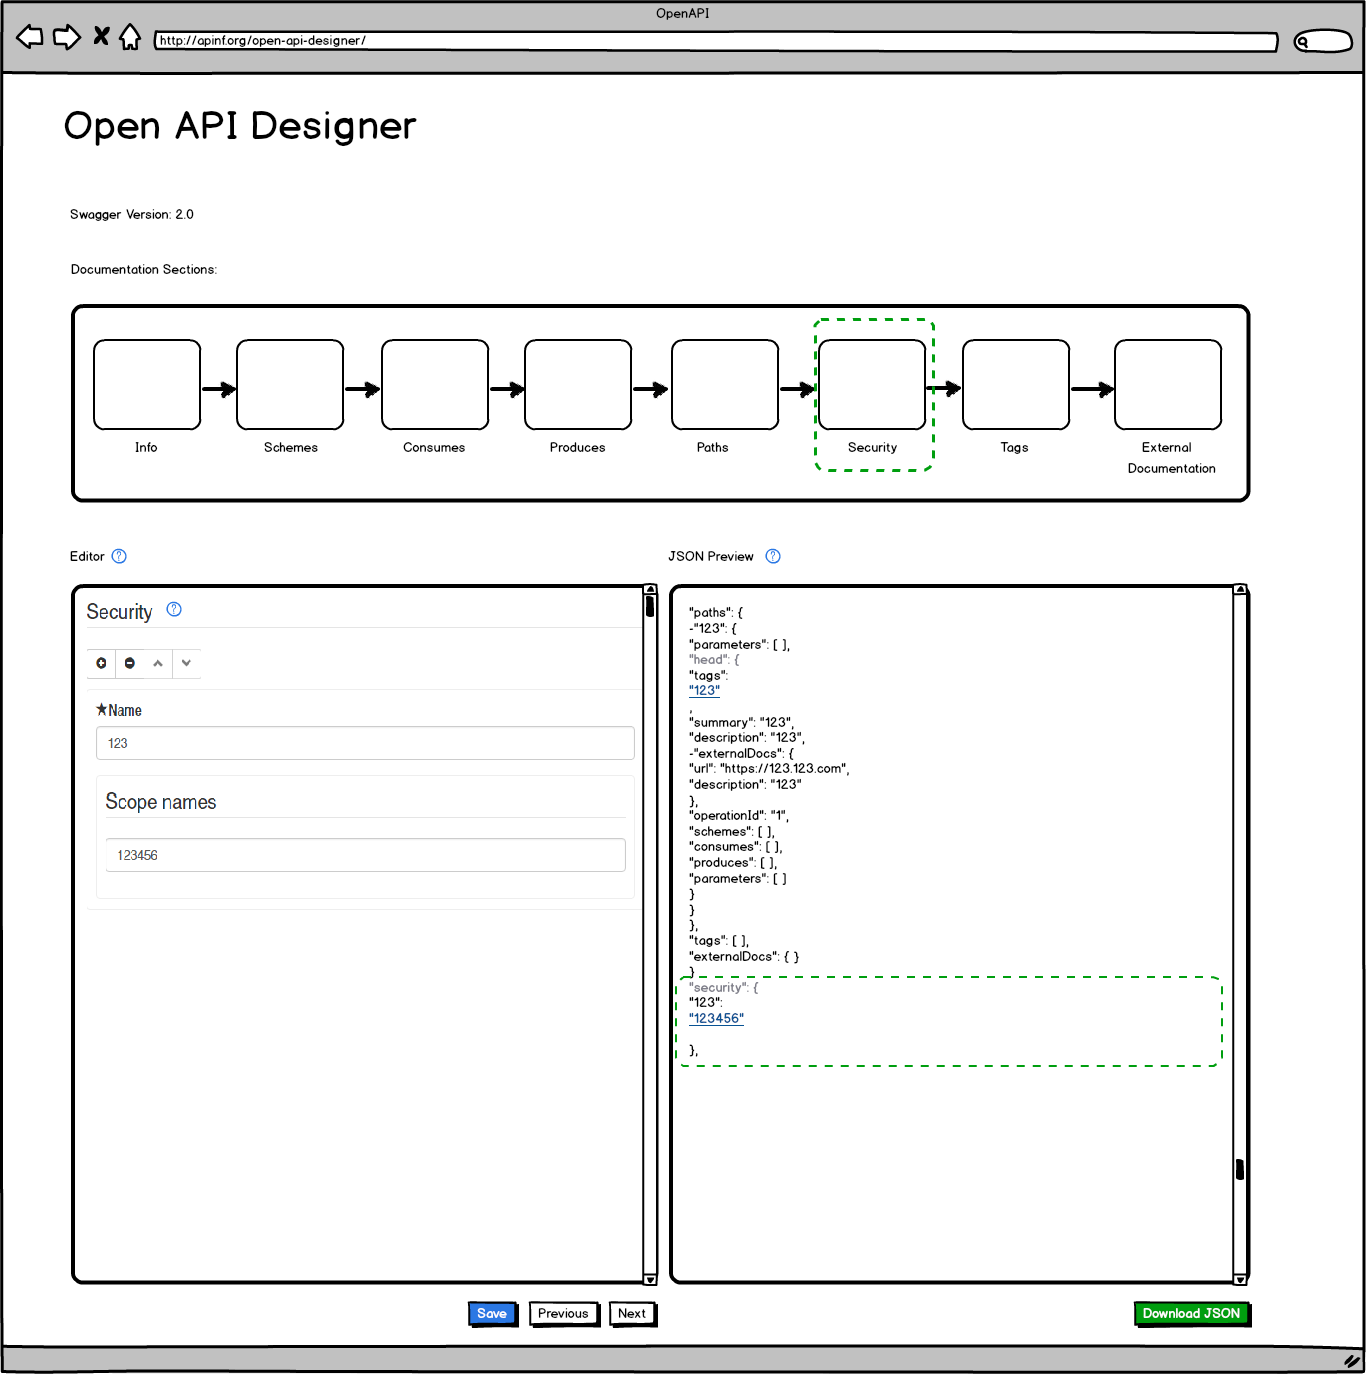 OpenAPI
http://apinf.org/open-api-designer/
Open API Designer
Swagger Version: 2.0
Documentation Sections:
Info
Schemes
Consumes
Produces
Paths
Security
Tags
External
Documentation
Editor ?
Security ?
★Name
123
Scope names
123456
JSON Preview ?
"paths": {
-"123": {
"parameters": [ ],
"head": {
"tags":
"123"
,
"summary": "123",
"description": "123",
-"externalDocs": {
"url": "https://123.123.com",
"description": "123"
},
"operationId": "1",
"schemes": [ ],
"consumes": [ ],
"produces": [ ],
"parameters": [ ]
}
}
},
"tags": [ ],
"externalDocs": { }
}
"security": {
"123":
"123456"
},
Save
Previous
Next
Download JSON